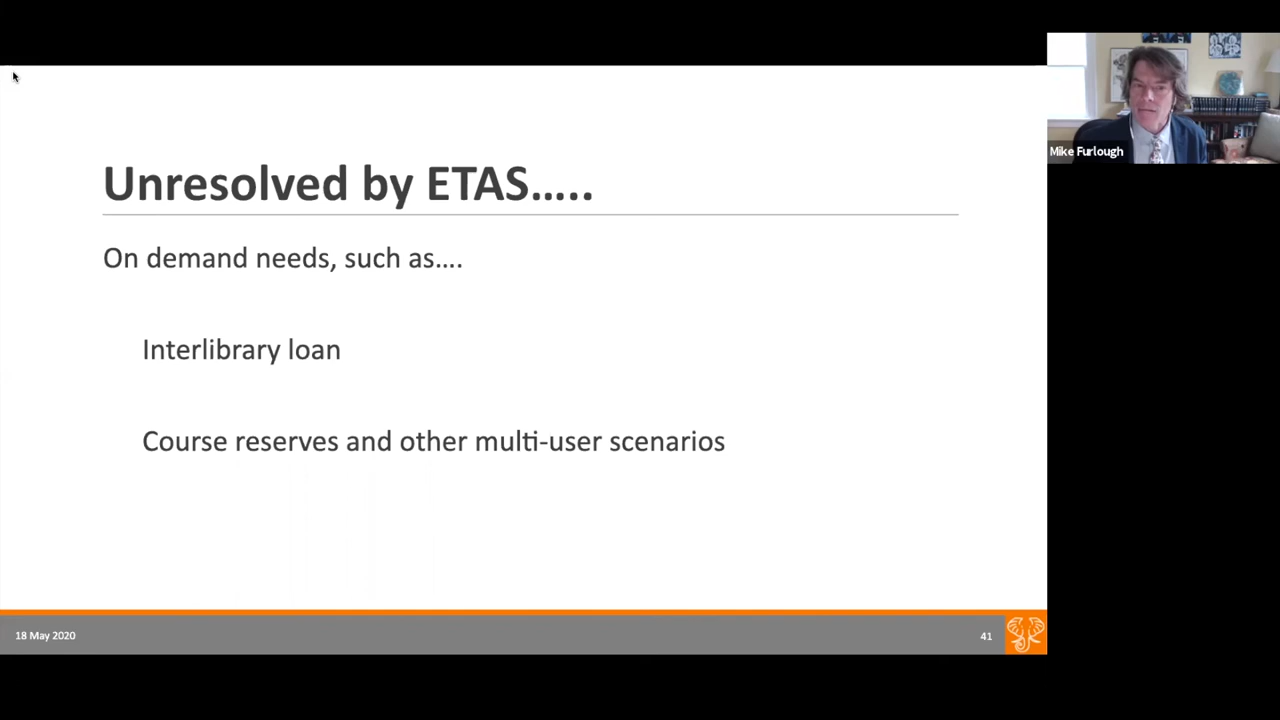 Unresolved by ETAS…..
On demand needs, such as….
Interlibrary loan
Course reserves and other multi-user scenarios
18 May 2020
41
Mike Furlough